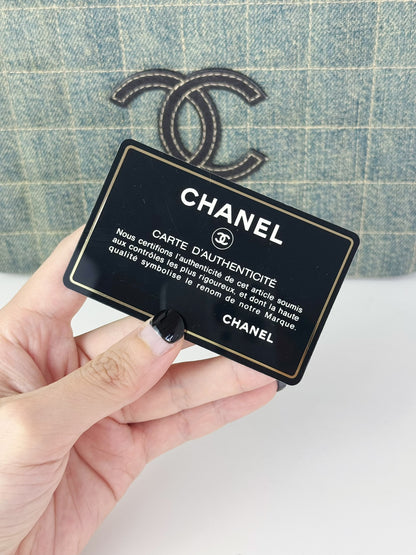 CHANEL
CARTE D'AUTHENTICITÉ
Nous certifions l'authenticité de cet article soumis
aux contrôles les plus rigoureux, et dont la haute
qualité symbolise le renom de notre Marque.
CHANEL